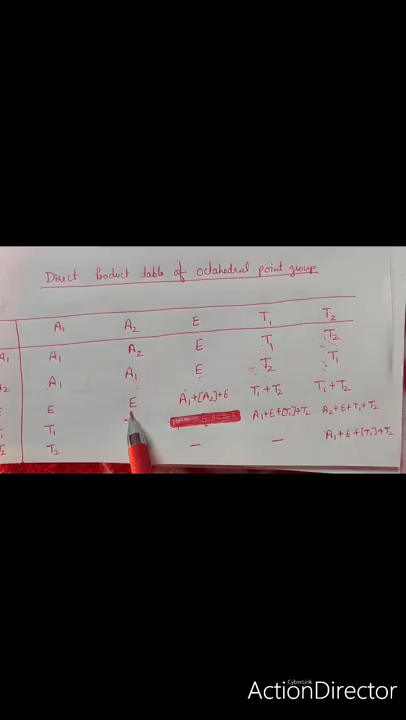 Direct Product table of octahedral point group
A1 A2 E T1 T2
A1 A1 A2 E T1 T2
A2 A1 A1 E T2 T1
E E E A1+[A2]+E T1+T2 T1+T2
T1 T1 A1+E+[T1]+T2 A2+E+T1+T2
T2 T2 — — A1+E+[T1]+T2
CyberLink
ActionDirector